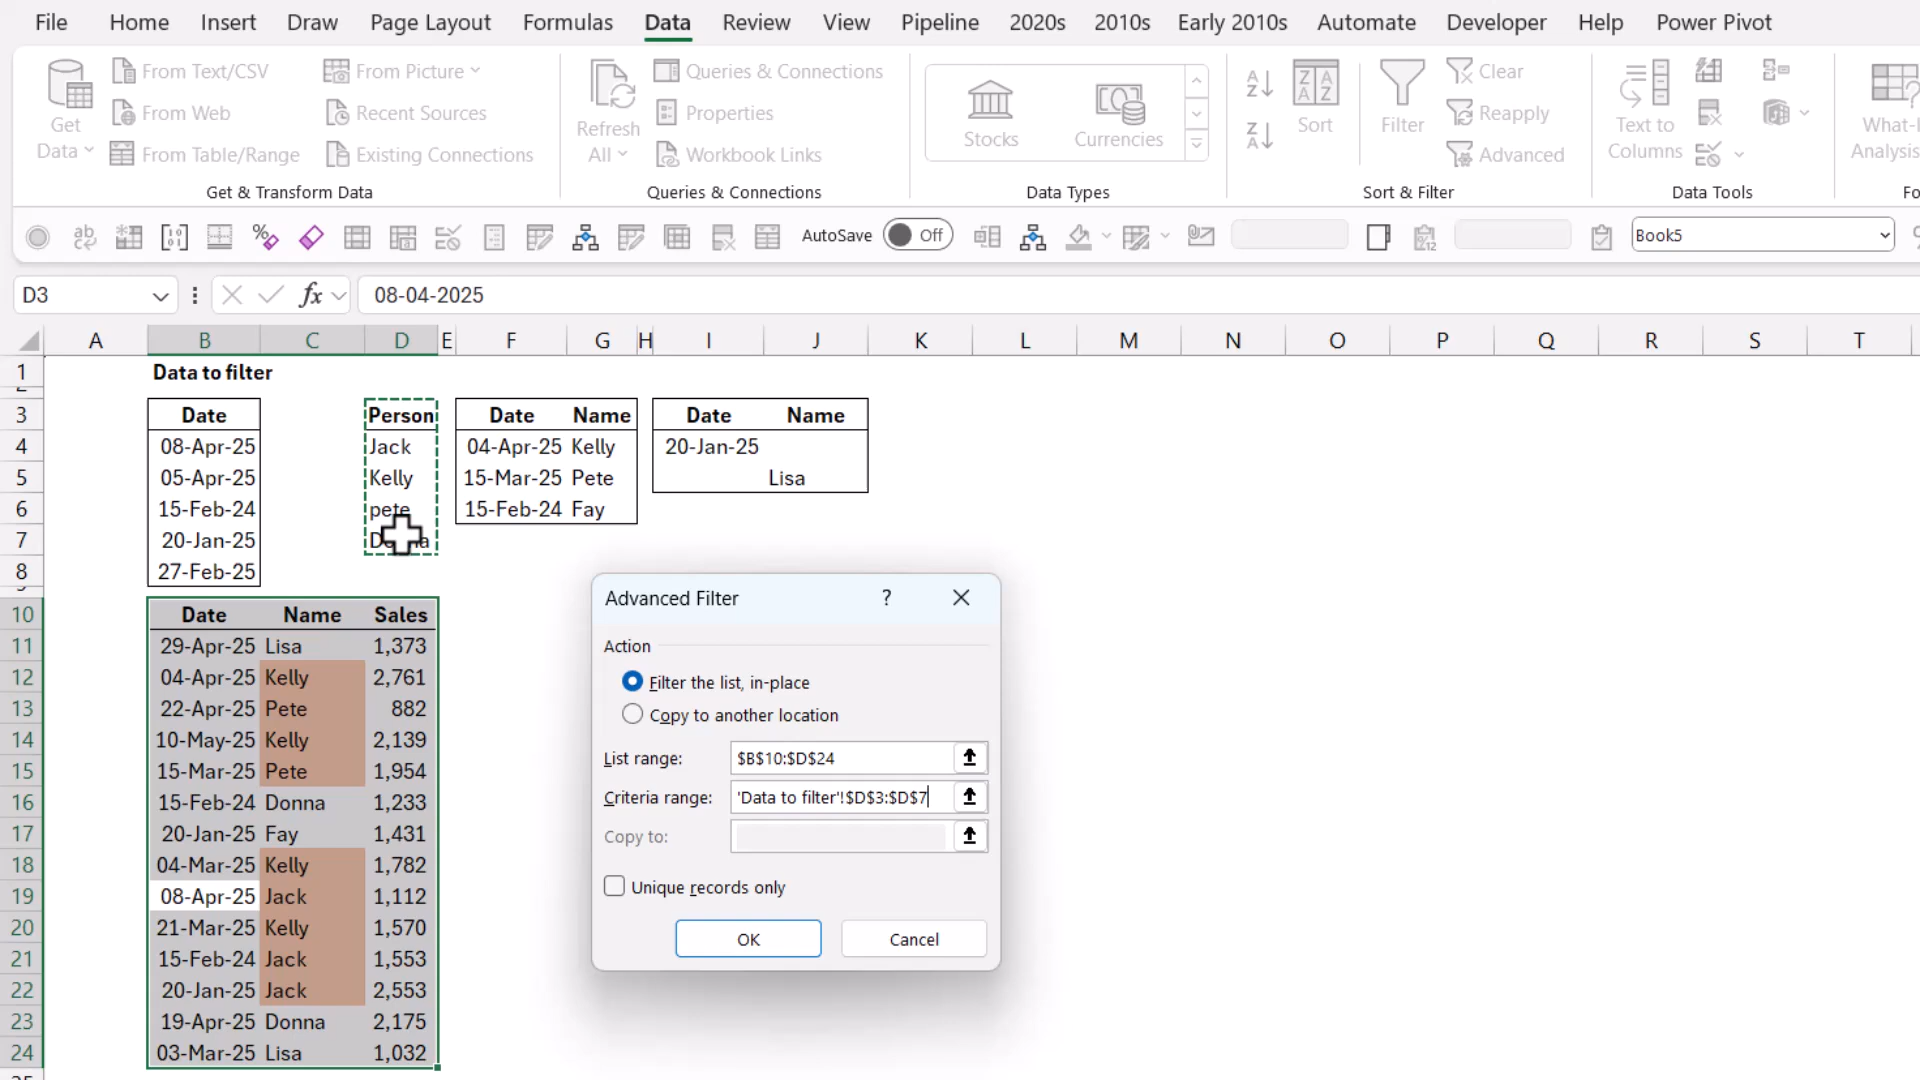 File Home Insert Draw Page Layout Formulas Data Review View Pipeline 2020s 2010s Early 2010s Automate Developer Help Power Pivot
Get Data
From Text/CSV
From Web
From Table/Range
From Picture
Recent Sources
Existing Connections
Get & Transform Data
Refresh All
Queries & Connections
Properties
Workbook Links
Queries & Connections
Stocks
Currencies
Data Types
Sort
Filter
Clear
Reapply
Advanced
Sort & Filter
Text to Columns
Data Tools
Analysis
AutoSave Off
Book5
D3 fx 08-04-2025
A B C D E F G H I J K L M N O P Q R S T
1 Data to filter
3 Date Person Date Name Date Name
4 08-Apr-25 Jack 04-Apr-25 Kelly 20-Jan-25
5 05-Apr-25 Kelly 15-Mar-25 Pete Lisa
6 15-Feb-24 pete 15-Feb-24 Fay
7 20-Jan-25
8 27-Feb-25
10 Date Name Sales
11 29-Apr-25 Lisa 1,373
12 04-Apr-25 Kelly 2,761
13 22-Apr-25 Pete 882
14 10-May-25 Kelly 2,139
15 15-Mar-25 Pete 1,954
16 15-Feb-24 Donna 1,233
17 20-Jan-25 Fay 1,431
18 04-Mar-25 Kelly 1,782
19 08-Apr-25 Jack 1,112
20 21-Mar-25 Kelly 1,570
21 15-Feb-24 Jack 1,553
22 20-Jan-25 Jack 2,553
23 19-Apr-25 Donna 2,175
24 03-Mar-25 Lisa 1,032
Advanced Filter ?
Action
Filter the list, in-place
Copy to another location
List range: $B$10:$D$24
Criteria range: 'Data to filter'!$D$3:$D$7
Copy to:
Unique records only
OK Cancel